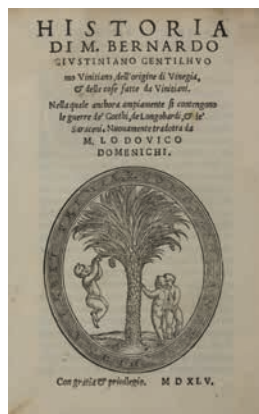 HISTORIA
DI M. BERNARDO
GIVSTINIANO GENTILHVO
mo Vinitiano, dell'origine di Vinegia,
& delle cose fatte da Vinitiani.
Nella quale anchora ampiamente si contengono
le guerre de' Gotthi, de Longobardi, & de'
Saraceni. Nuouamente tradotta da
M. LODOVICO
DOMENICHI.
Con gratia & priuilegio. M D XLV.